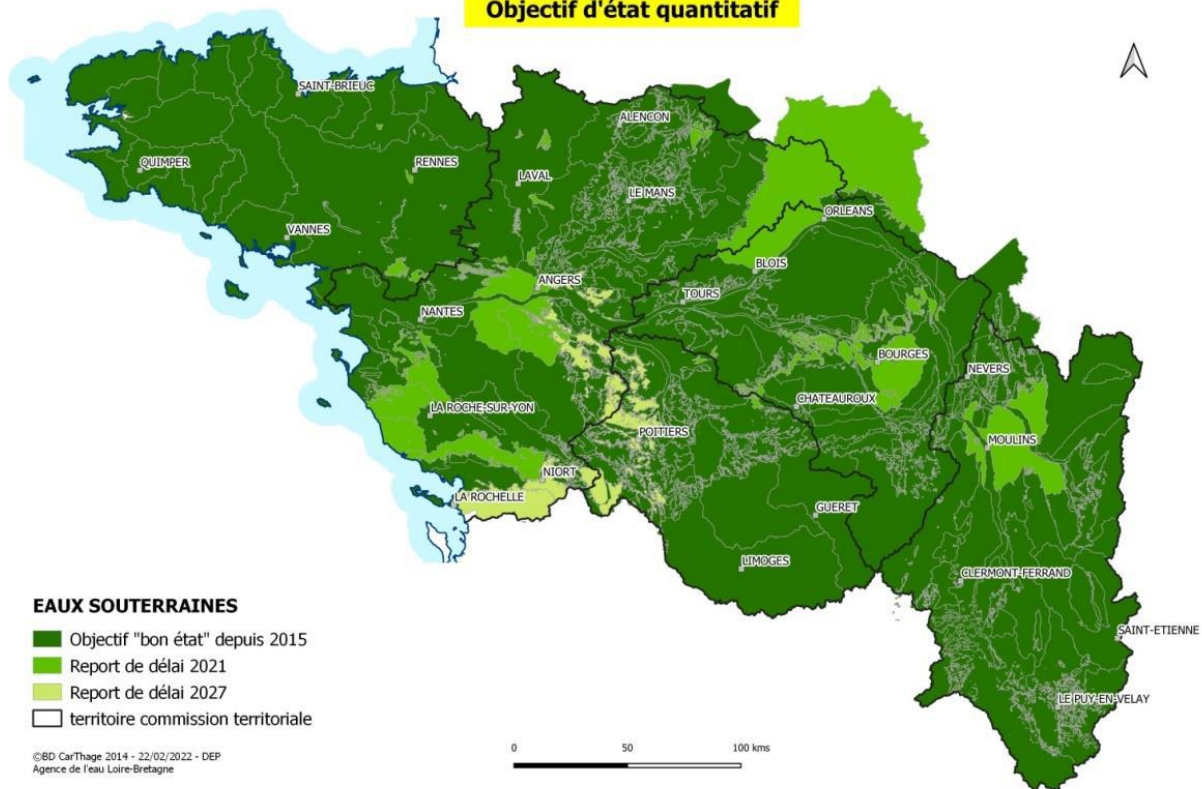 Objectif d'état quantitatif
SAINT-BRIEUC
ALENCON
QUIMPER
RENNES
LAVAL
LE MANS
ORLEANS
VANNES
BLOIS
ANGERS
TOURS
NANTES
BOURGES
NEVERS
CHATEAUROUX
LA ROCHE-SUR-YON
POITIERS
MOULINS
NIORT
LA ROCHELLE
GUERET
LIMOGES
CLERMONT-FERRAND
SAINT-ETIENNE
LE PUY-EN-VELAY
EAUX SOUTERRAINES
Objectif "bon état" depuis 2015
Report de délai 2021
Report de délai 2027
territoire commission territoriale
©BD CarThage 2014 - 22/02/2022 - DEP
Agence de l'eau Loire-Bretagne
0 50 100 kms